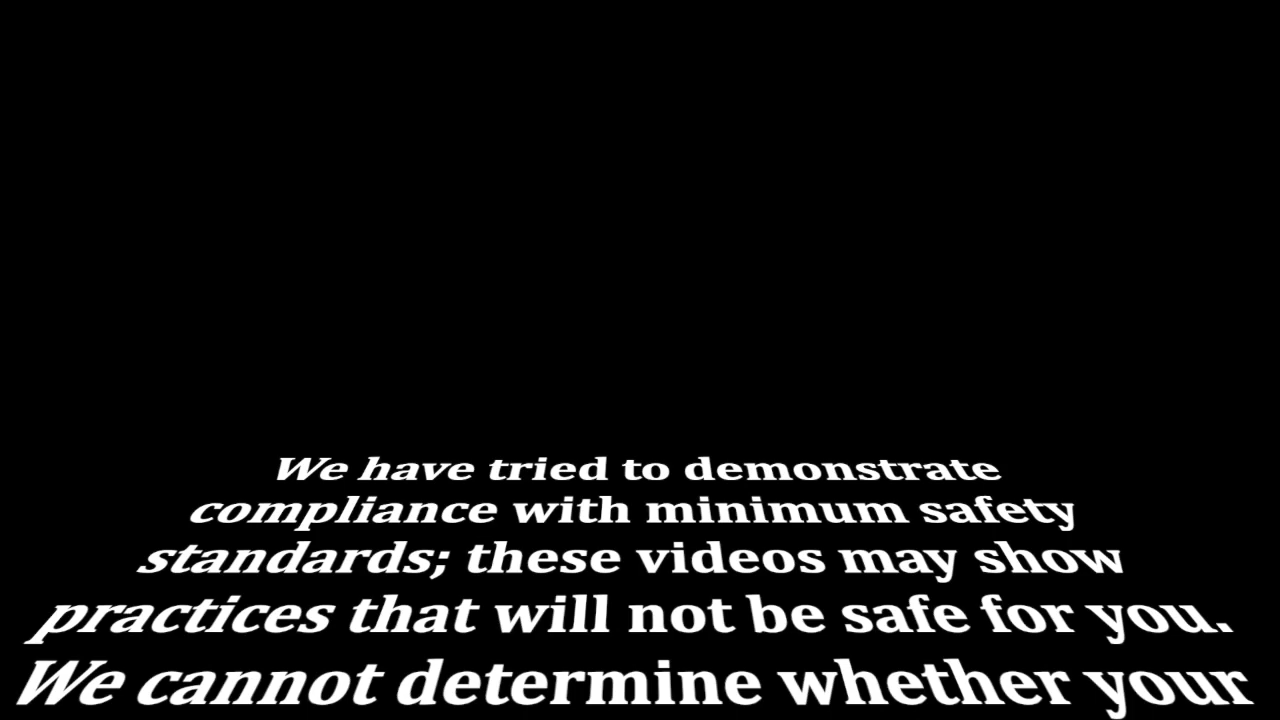 We have tried to demonstrate
compliance with minimum safety
standards; these videos may show
practices that will not be safe for you.
We cannot determine whether your